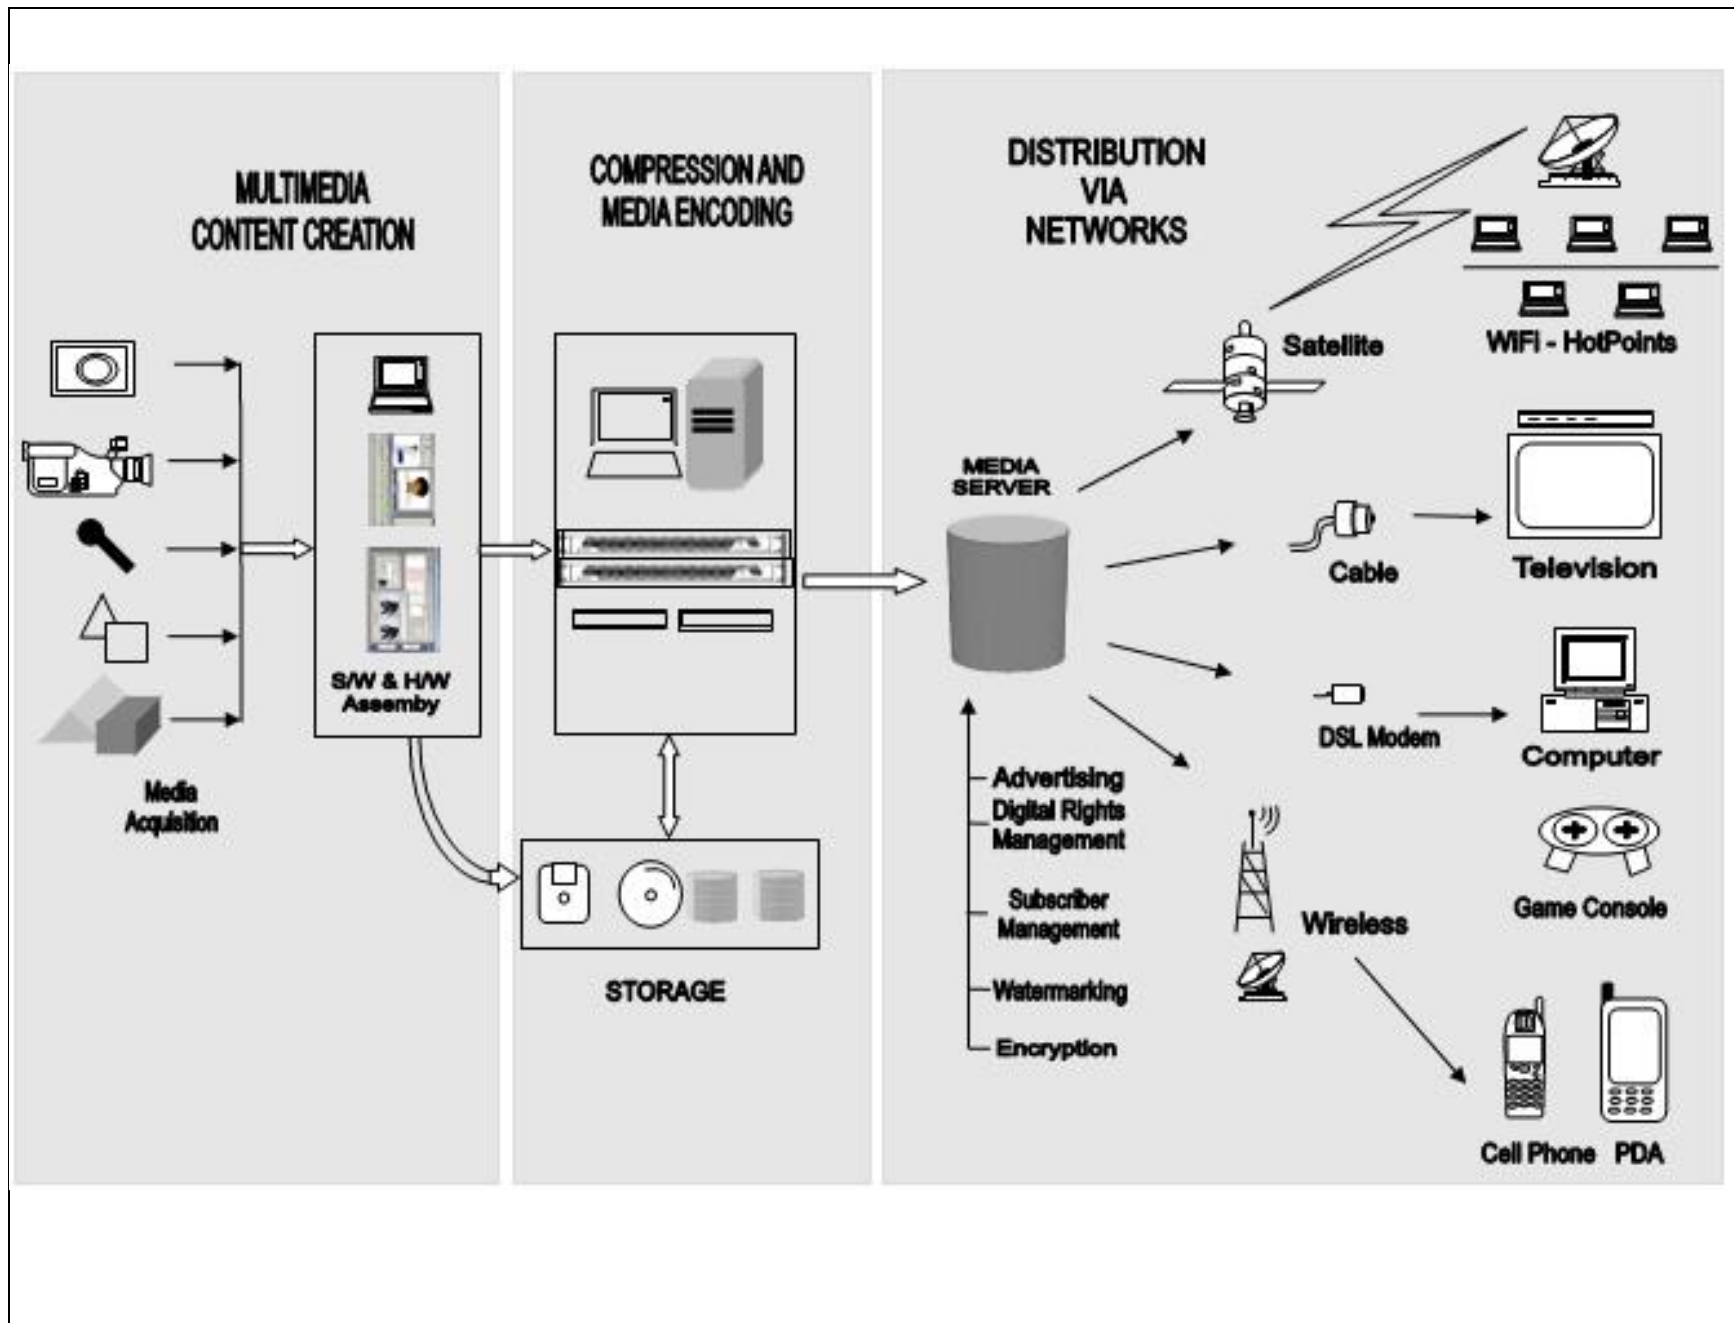 MULTIMEDIA
CONTENT CREATION
Media
Acquisition
S/W & H/W
Assemby
COMPRESSION AND
MEDIA ENCODING
STORAGE
DISTRIBUTION
VIA
NETWORKS
MEDIA
SERVER
Advertising
Digital Rights
Management
Subscriber
Management
Watermarking
Encryption
Satellite
WiFi - HotPoints
Cable
Television
DSL Modem
Computer
Game Console
Wireless
Cell Phone
PDA